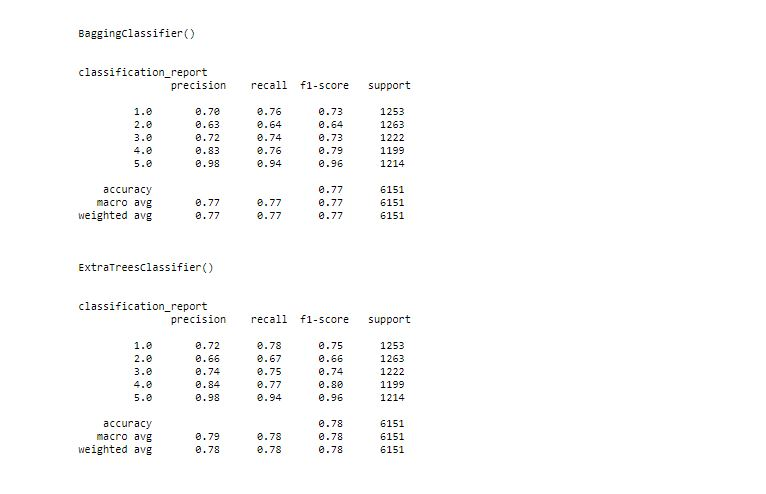 BaggingClassifier()
classification_report
precision recall f1-score support
1.0 0.70 0.76 0.73 1253
2.0 0.63 0.64 0.64 1263
3.0 0.72 0.74 0.73 1222
4.0 0.83 0.76 0.79 1199
5.0 0.98 0.94 0.96 1214
accuracy 0.77 6151
macro avg 0.77 0.77 0.77 6151
weighted avg 0.77 0.77 0.77 6151
ExtraTreesClassifier()
classification_report
precision recall f1-score support
1.0 0.72 0.78 0.75 1253
2.0 0.66 0.67 0.66 1263
3.0 0.74 0.75 0.74 1222
4.0 0.84 0.77 0.80 1199
5.0 0.98 0.94 0.96 1214
accuracy 0.78 6151
macro avg 0.79 0.78 0.78 6151
weighted avg 0.78 0.78 0.78 6151